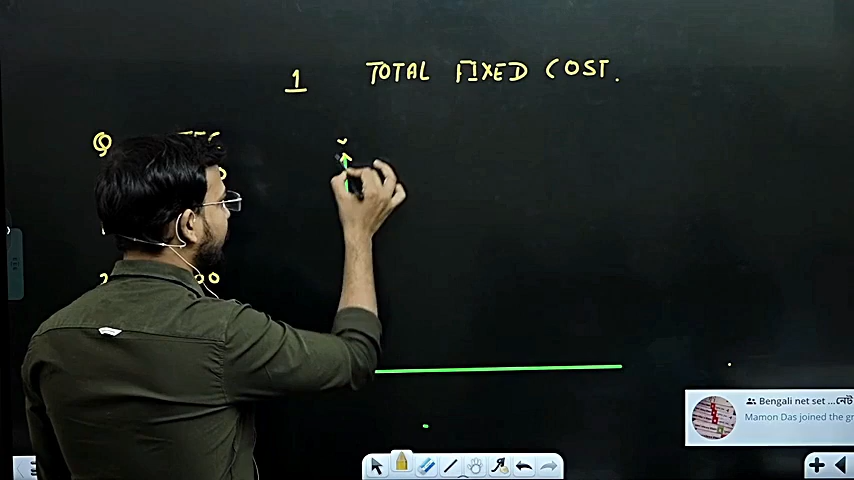 1 TOTAL FIXED COST.
Q
Bengali net set ...নেট
Mamon Das joined the gr